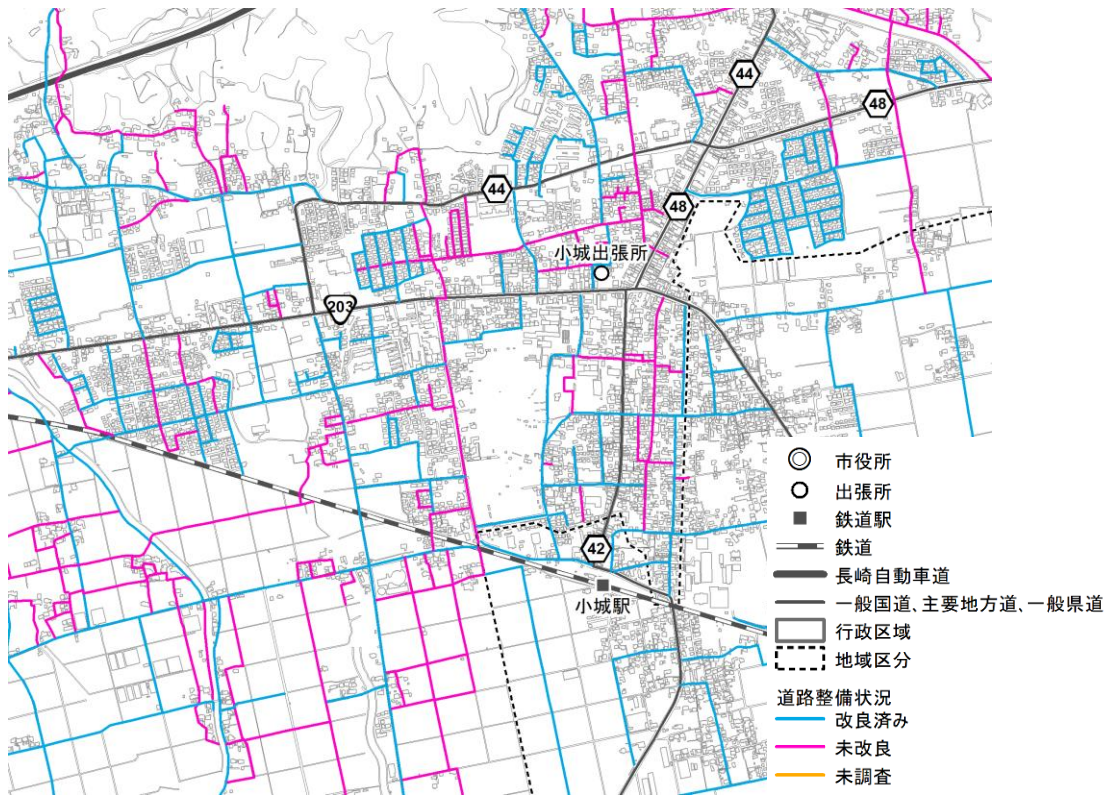 44
48
44
48
小城出張所
203
42
小城駅
市役所
出張所
鉄道駅
鉄道
長崎自動車道
一般国道、主要地方道、一般県道
行政区域
地域区分
道路整備状況
改良済み
未改良
未調査